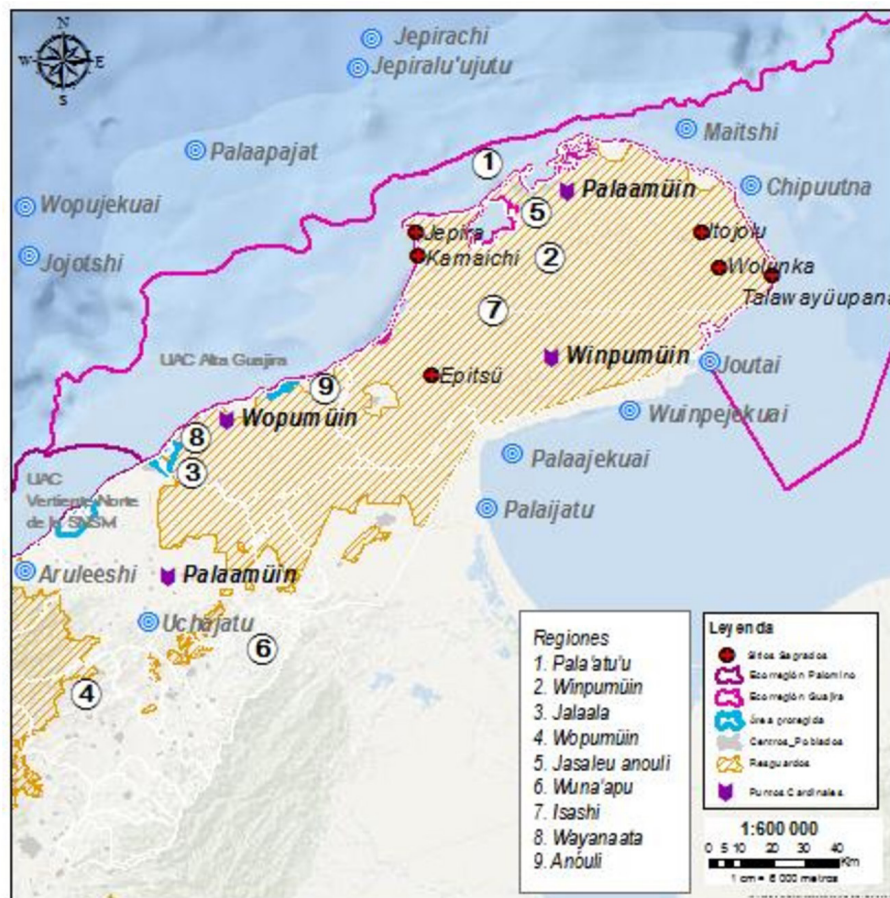 N
W E
S
Jepirachi
Jepiralu'ujutu
Palaapajat
Maitshi
1
Wopujekuai
Palaamüin
Chipuutna
5
Jepira
Itojolu
Jojotshi
Kamaichi
2
Wolunka
Talawayüupana
7
UAC Alta Guajira
Winpumüin
Joutai
Epitsü
9
Wopumüin
Wuinpejekuai
8
Palaajekuai
3
UAC
Vertiente Norte
de la SNSM
Palaijatu
Aruleeshi
Palaamüin
Uchajatu
6
4
Regiones
1. Pala'atu'u
2. Winpumüin
3. Jalaala
4. Wopumüin
5. Jasaleu anouli
6. Wuna'apu
7. Isashi
8. Wayanaata
9. Anouli
Leyenda
Sitios Sagrados
Ecorregión Palomino
Ecorregión Guajira
Área protegida
Centros_Poblados
Resguardos
Puntos Cardinales
1:600 000
0 5 10 20 30 40
Km
1 cm = 6 000 metros